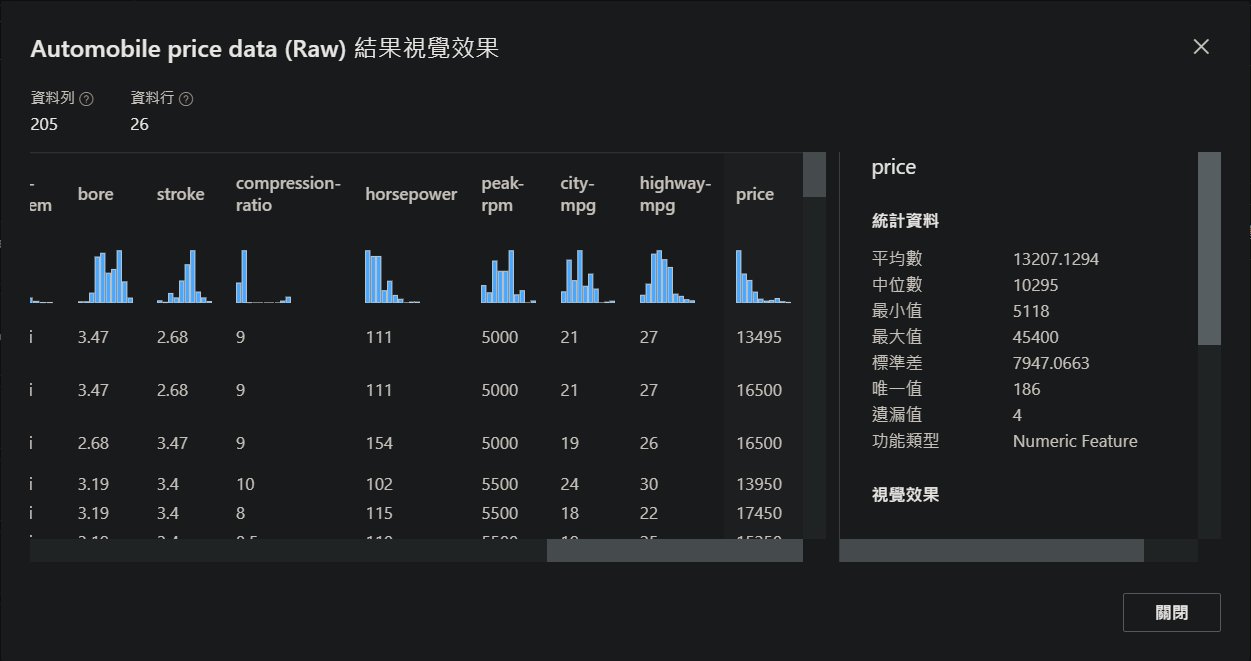 Automobile price data (Raw) 結果視覺效果
資料列 資料行
205 26
-em bore stroke compression-ratio horsepower peak-rpm city-mpg highway-mpg price
i 3.47 2.68 9 111 5000 21 27 13495
i 3.47 2.68 9 111 5000 21 27 16500
i 2.68 3.47 9 154 5000 19 26 16500
i 3.19 3.4 10 102 5500 24 30 13950
i 3.19 3.4 8 115 5500 18 22 17450
price
統計資料
平均數 13207.1294
中位數 10295
最小值 5118
最大值 45400
標準差 7947.0663
唯一值 186
遺漏值 4
功能類型 Numeric Feature
視覺效果
關閉